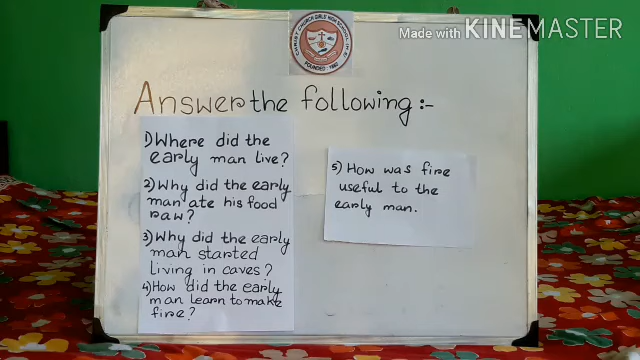 Made with KINEMASTER
FOUNDED
Answer the following:-
1) Where did the
early man live?
2) Why did the early
man ate his food
raw?
3) Why did the early
man started
living in caves?
4) How did the early
man learn to make
fire?
5) How was fire
useful to the
early man.